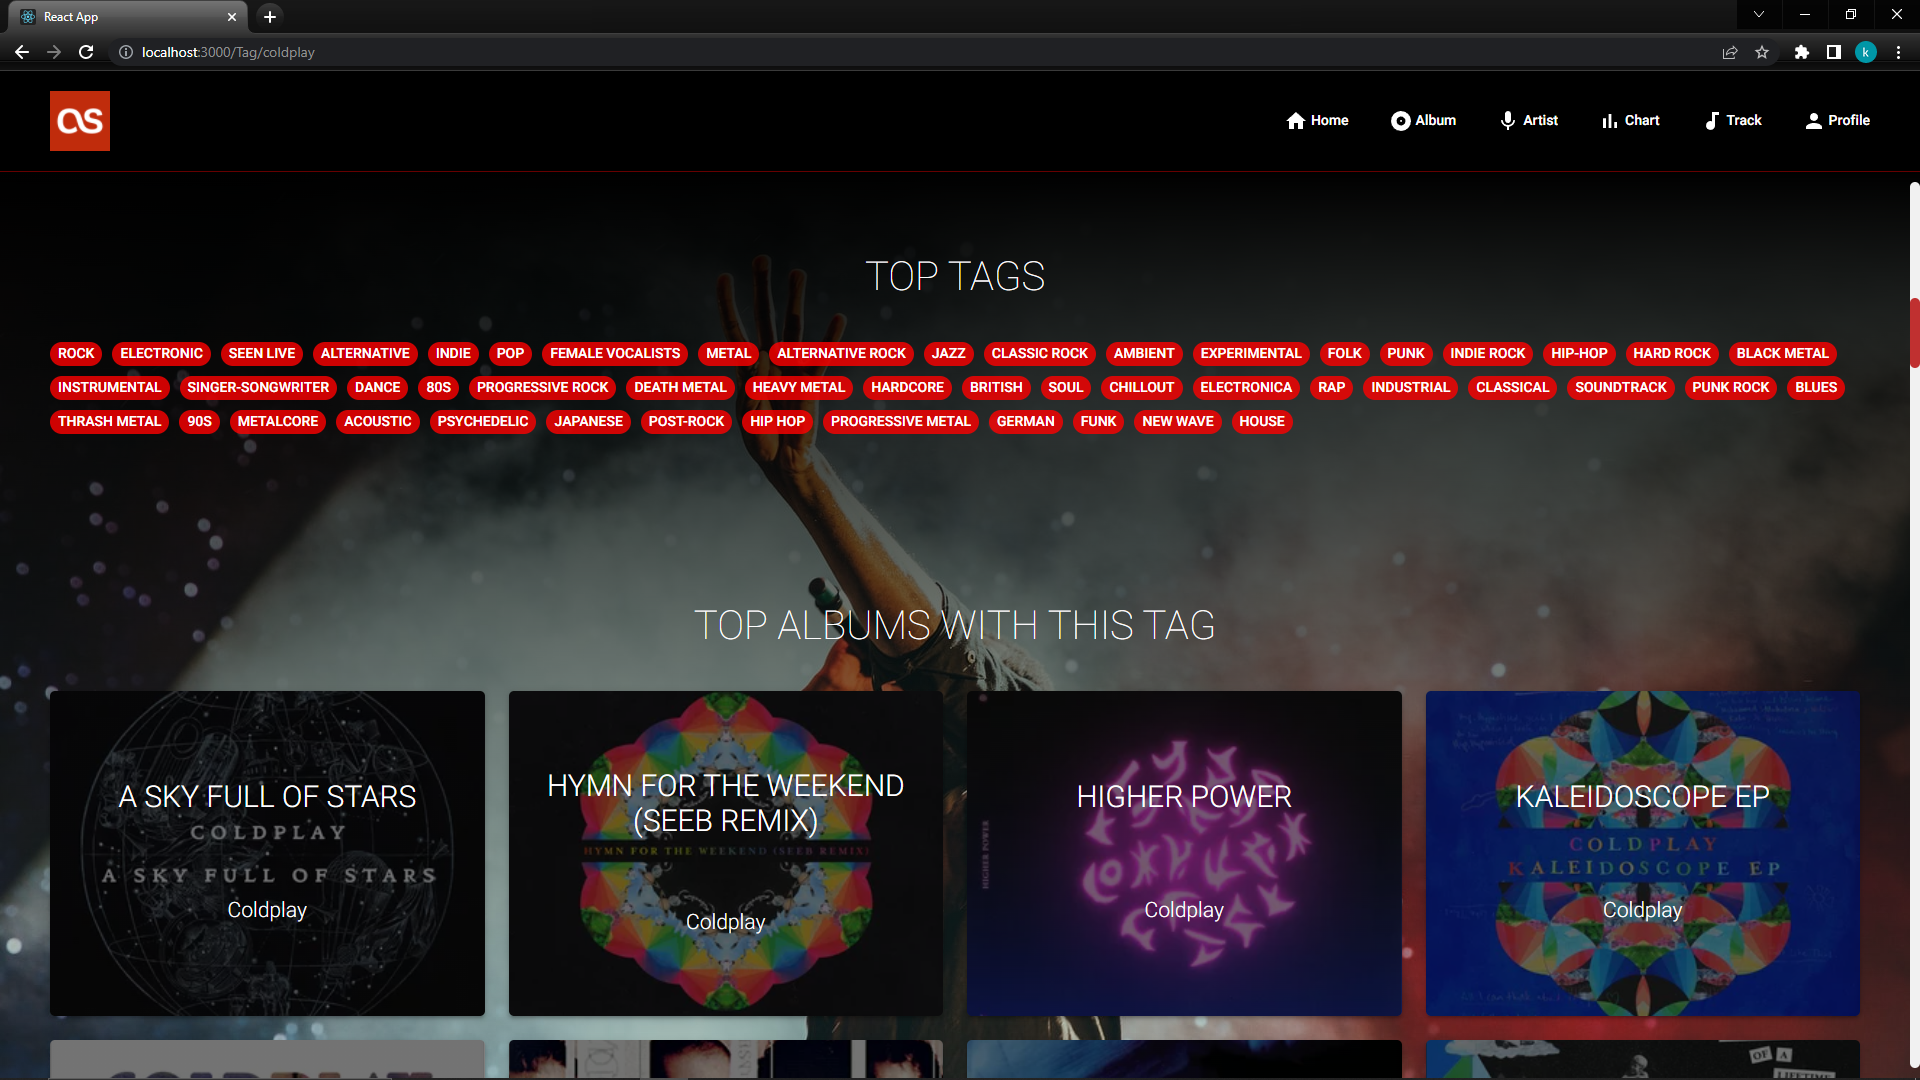 React App
localhost:3000/Tag/coldplay
k
as
Home Album Artist Chart Track Profile
TOP TAGS
ROCK ELECTRONIC SEEN LIVE ALTERNATIVE INDIE POP FEMALE VOCALISTS METAL ALTERNATIVE ROCK JAZZ CLASSIC ROCK AMBIENT EXPERIMENTAL FOLK PUNK INDIE ROCK HIP-HOP HARD ROCK BLACK METAL
INSTRUMENTAL SINGER-SONGWRITER DANCE 80S PROGRESSIVE ROCK DEATH METAL HEAVY METAL HARDCORE BRITISH SOUL CHILLOUT ELECTRONICA RAP INDUSTRIAL CLASSICAL SOUNDTRACK PUNK ROCK BLUES
THRASH METAL 90S METALCORE ACOUSTIC PSYCHEDELIC JAPANESE POST-ROCK HIP HOP PROGRESSIVE METAL GERMAN FUNK NEW WAVE HOUSE
TOP ALBUMS WITH THIS TAG
A SKY FULL OF STARS
COLDPLAY
A SKY FULL OF STARS
Coldplay
HYMN FOR THE WEEKEND
(SEEB REMIX)
HYMN FOR THE WEEKEND (SEEB REMIX)
Coldplay
HIGHER POWER
HIGHER POWER
Coldplay
KALEIDOSCOPE EP
COLDPLAY
KALEIDOSCOPE EP
Coldplay
COLDPLAY
OF A
LIFETIME